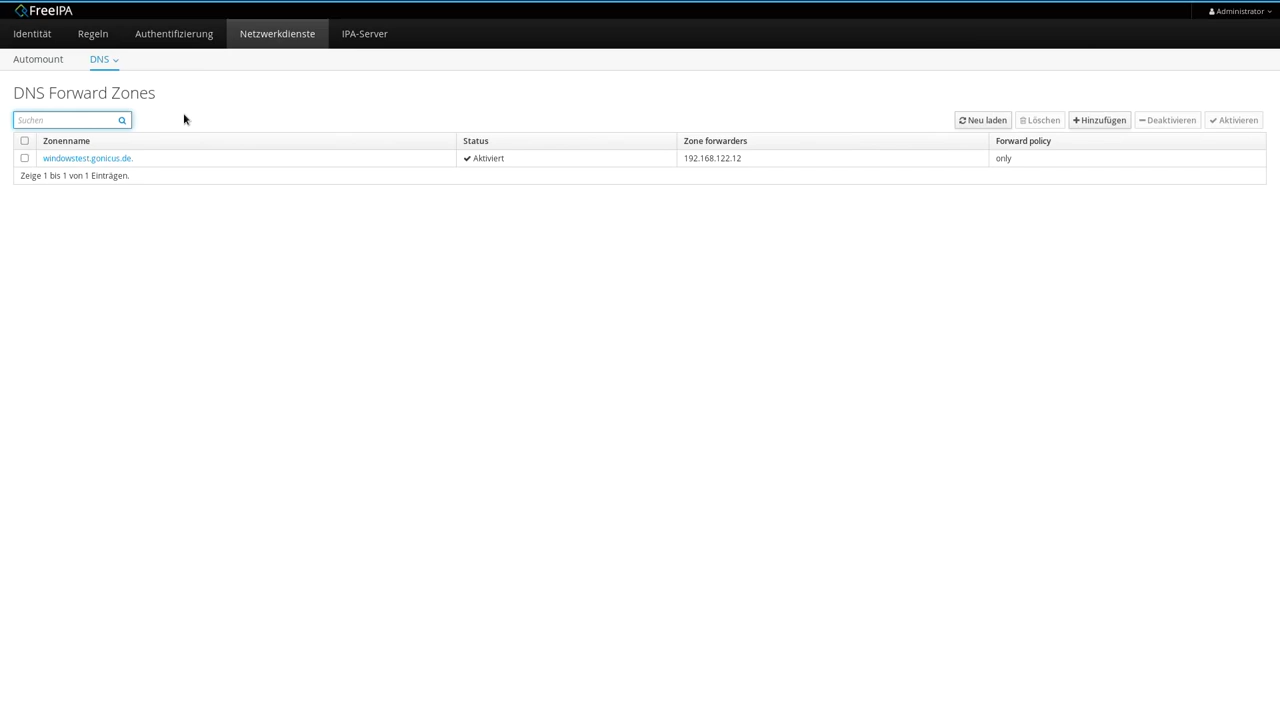 FreeIPA
Administrator
Identität Regeln Authentifizierung Netzwerkdienste IPA-Server
Automount DNS
DNS Forward Zones
Suchen Neu laden Löschen Hinzufügen Deaktivieren Aktivieren
Zonenname Status Zone forwarders Forward policy
windowstest.gonicus.de. Aktiviert 192.168.122.12 only
Zeige 1 bis 1 von 1 Einträgen.